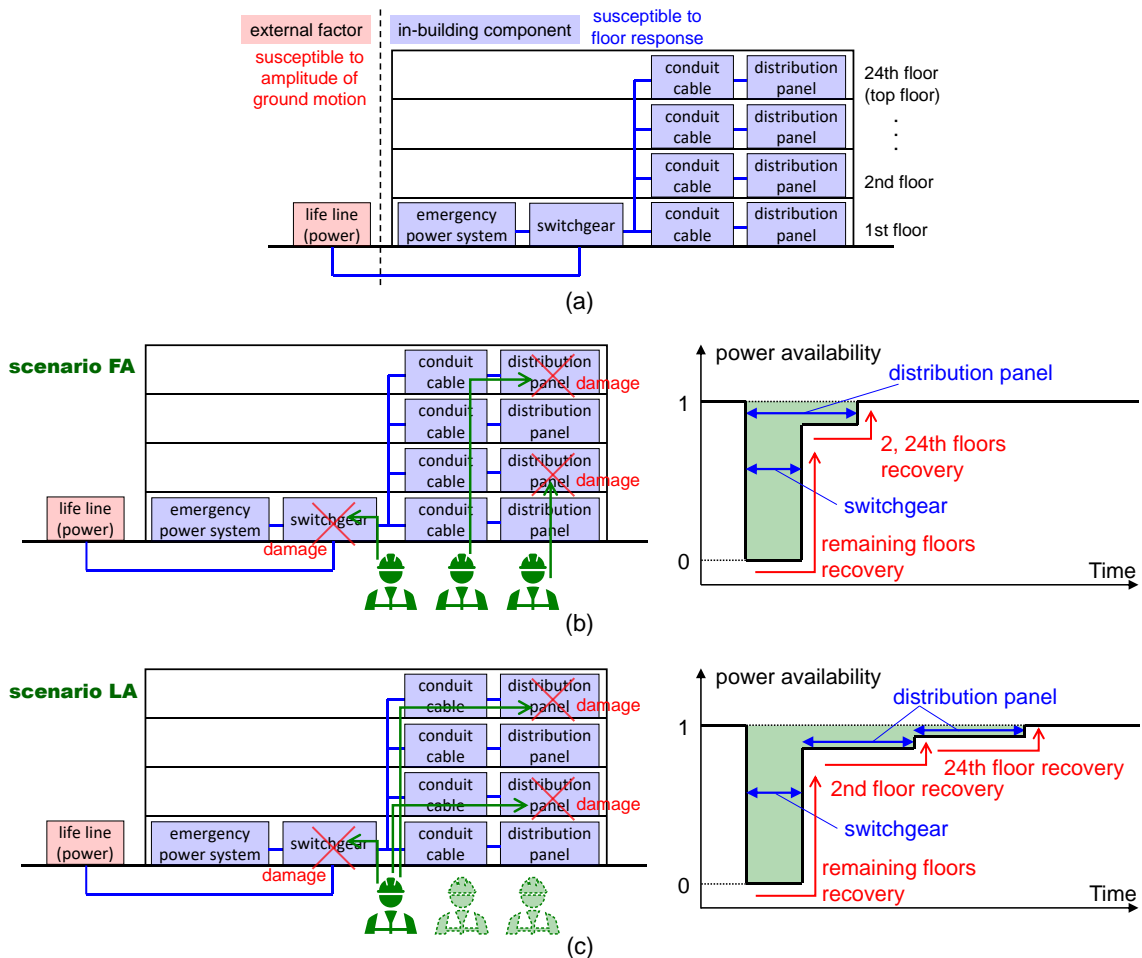 external factor
in-building component
susceptible to
floor response
susceptible to
amplitude of
ground motion
conduit
cable
distribution
panel
24th floor
(top floor)
conduit
cable
distribution
panel
conduit
cable
distribution
panel
2nd floor
life line
(power)
emergency
power system
switchgear
conduit
cable
distribution
panel
1st floor
(a)
scenario FA
conduit
cable
distribution
panel
damage
conduit
cable
distribution
panel
conduit
cable
distribution
panel
damage
life line
(power)
emergency
power system
switchgear
damage
conduit
cable
distribution
panel
power availability
distribution panel
1
2, 24th floors
recovery
switchgear
remaining floors
recovery
0
Time
(b)
scenario LA
conduit
cable
distribution
panel
damage
conduit
cable
distribution
panel
conduit
cable
distribution
panel
damage
life line
(power)
emergency
power system
switchgear
damage
conduit
cable
distribution
panel
power availability
distribution panel
1
24th floor recovery
2nd floor recovery
switchgear
remaining floors
recovery
0
Time
(c)